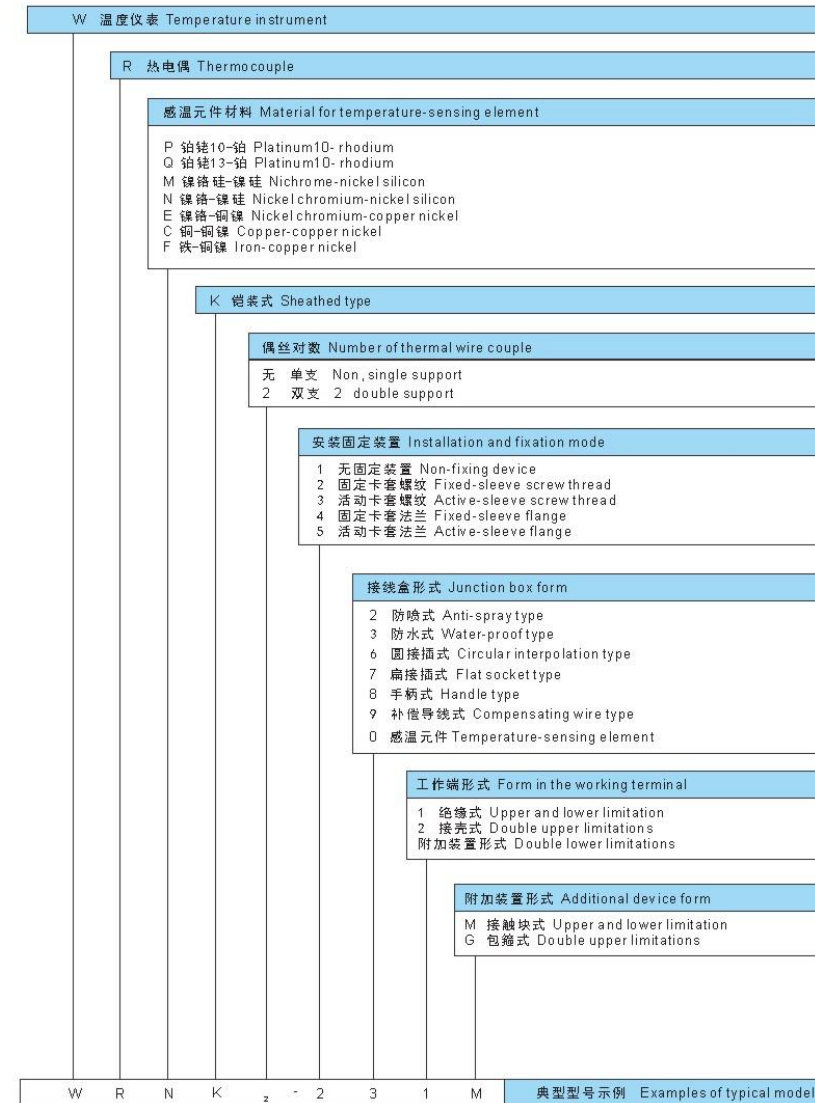 W 温度仪表 Temperature instrument
R 热电偶 Thermocouple
感温元件材料 Material for temperature-sensing element
P 铂铑10-铂 Platinum10- rhodium
Q 铂铑13-铂 Platinum10- rhodium
M 镍铬硅-镍硅 Nichrome-nickel silicon
N 镍铬-镍硅 Nickel chromium-nickel silicon
E 镍铬-铜镍 Nickel chromium-copper nickel
C 铜-铜镍 Copper-copper nickel
F 铁-铜镍 Iron-copper nickel
K 铠装式 Sheathed type
偶丝对数 Number of thermal wire couple
无 单支 Non, single support
2 双支 2 double support
安装固定装置 Installation and fixation mode
1 无固定装置 Non-fixing device
2 固定卡套螺纹 Fixed-sleeve screw thread
3 活动卡套螺纹 Active-sleeve screw thread
4 固定卡套法兰 Fixed-sleeve flange
5 活动卡套法兰 Active-sleeve flange
接线盒形式 Junction box form
2 防喷式 Anti-spray type
3 防水式 Water-proof type
6 圆接插式 Circular interpolation type
7 扁接插式 Flat socket type
8 手柄式 Handle type
9 补偿导线式 Compensating wire type
0 感温元件 Temperature-sensing element
工作端形式 Form in the working terminal
1 绝缘式 Upper and lower limitation
2 接壳式 Double upper limitations
附加装置形式 Double lower limitations
附加装置形式 Additional device form
M 接触块式 Upper and lower limitation
G 包箍式 Double upper limitations
W R N K 2 - 2 3 1 M 典型型号示例 Examples of typical model